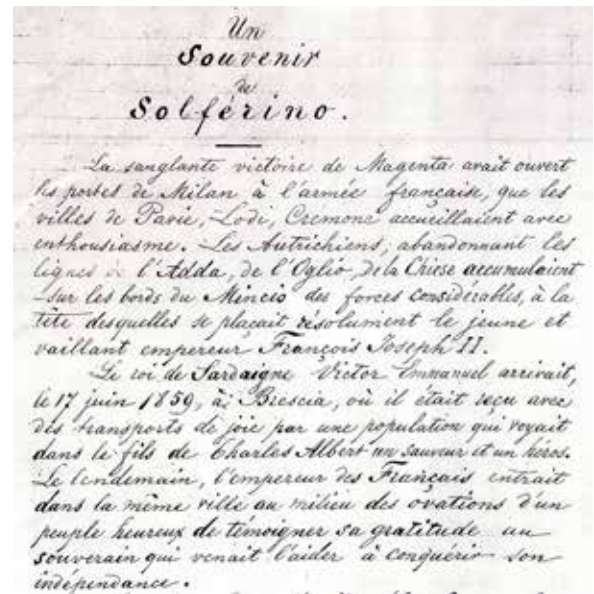 Un
Souvenir
de
Solférino.
La sanglante victoire de Magenta avait ouvert
les portes de Milan à l'armée française, que les
villes de Pavie, Lodi, Crémone accueillaient avec
enthousiasme. Les Autrichiens, abandonnant les
lignes de l'Adda, de l'Oglio, de la Chiese accumulaient
sur les bords du Mincio des forces considérables, à la
tête desquelles se plaçait résolument le jeune et
vaillant empereur François Joseph II.
Le roi de Sardaigne Victor Emmanuel arrivait,
le 17 juin 1859, à Brescia, où il était reçu avec
des transports de joie par une population qui voyait
dans le fils de Charles Albert un sauveur et un héros.
Le lendemain, l'empereur des Français entrait
dans la même ville au milieu des ovations d'un
peuple heureux de témoigner sa gratitude au
souverain qui venait l'aider à conquérir son
indépendance.